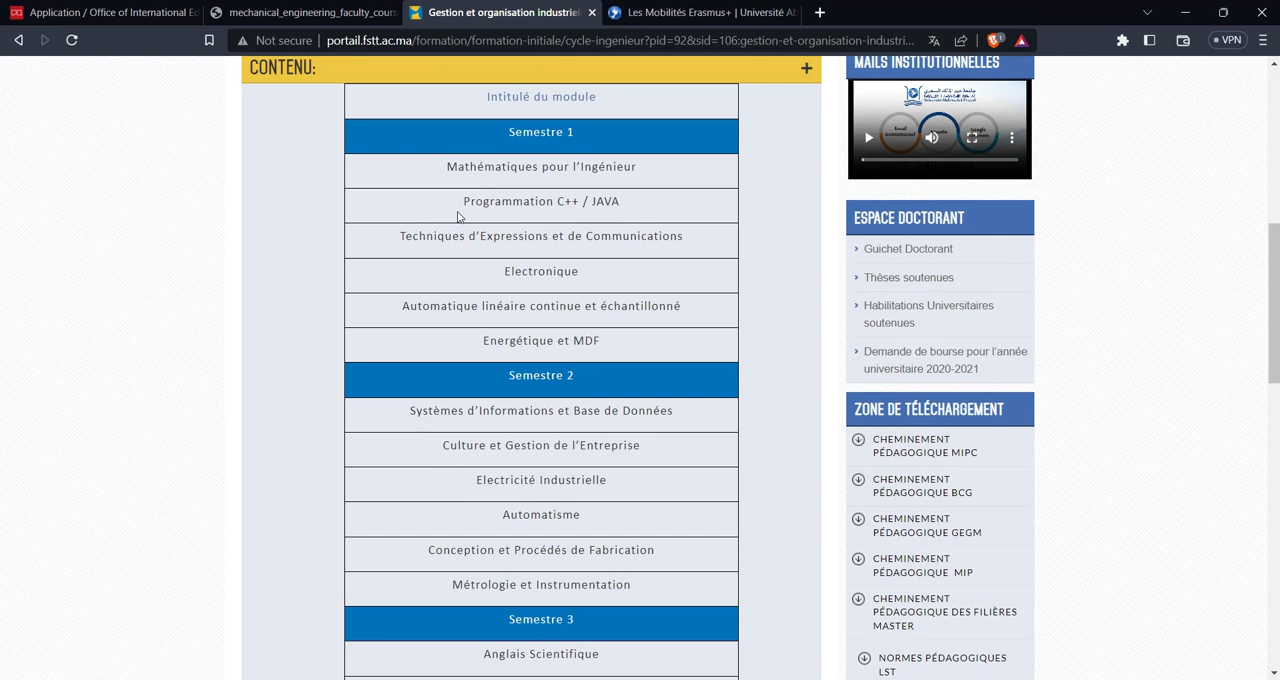 Application / Office of International Ed
mechanical_engineering_faculty_cours
Gestion et organisation industriel
Les Mobilités Erasmus+ | Université Ab
Not secure
portail.fstt.ac.ma/formation/formation-initiale/cycle-ingenieur?pid=92&sid=106:gestion-et-organisation-industri...
VPN
CONTENU:
Intitulé du module
Semestre 1
Mathématiques pour l’Ingénieur
Programmation C++ / JAVA
Techniques d’Expressions et de Communications
Electronique
Automatique linéaire continue et échantillonné
Energétique et MDF
Semestre 2
Systèmes d’Informations et Base de Données
Culture et Gestion de l’Entreprise
Electricité Industrielle
Automatisme
Conception et Procédés de Fabrication
Métrologie et Instrumentation
Semestre 3
Anglais Scientifique
MAILS INSTITUTIONNELLES
ESPACE DOCTORANT
Guichet Doctorant
Thèses soutenues
Habilitations Universitaires
soutenues
Demande de bourse pour l’année
universitaire 2020-2021
ZONE DE TÉLÉCHARGEMENT
CHEMINEMENT
PÉDAGOGIQUE MIPC
CHEMINEMENT
PÉDAGOGIQUE BCG
CHEMINEMENT
PÉDAGOGIQUE GEGM
CHEMINEMENT
PÉDAGOGIQUE MIP
CHEMINEMENT
PÉDAGOGIQUE DES FILIÈRES
MASTER
NORMES PÉDAGOGIQUES
LST